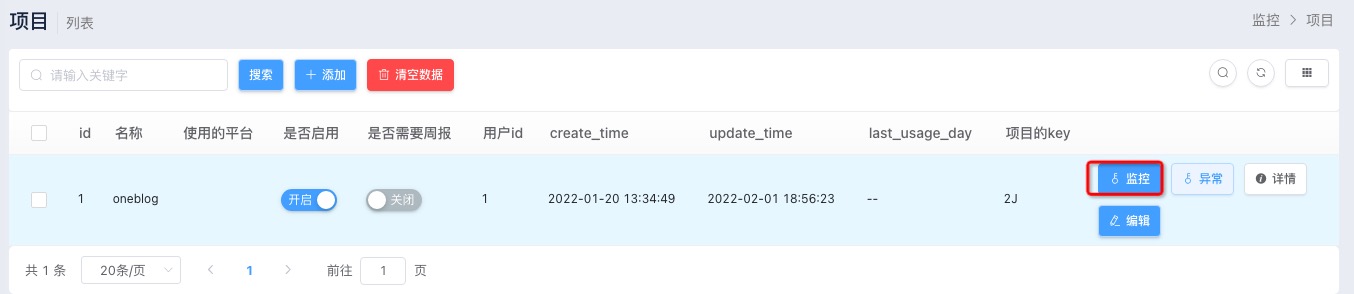 项目 列表 监控 > 项目
请输入关键字 搜索 添加 清空数据
id 名称 使用的平台 是否启用 是否需要周报 用户id create_time update_time last_usage_day 项目的key
监控 异常 详情
1 oneblog 开启 关闭 1 2022-01-20 13:34:49 2022-02-01 18:56:23 -- 2J
编辑
共 1 条 20条/页 1 前往 1 页